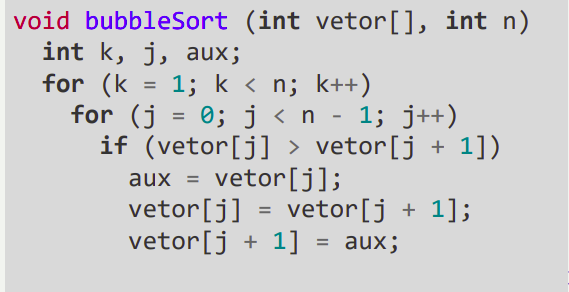 void bubbleSort (int vetor[], int n)
int k, j, aux;
for (k = 1; k < n; k++)
for (j = 0; j < n - 1; j++)
if (vetor[j] > vetor[j + 1])
aux = vetor[j];
vetor[j] = vetor[j + 1];
vetor[j + 1] = aux;